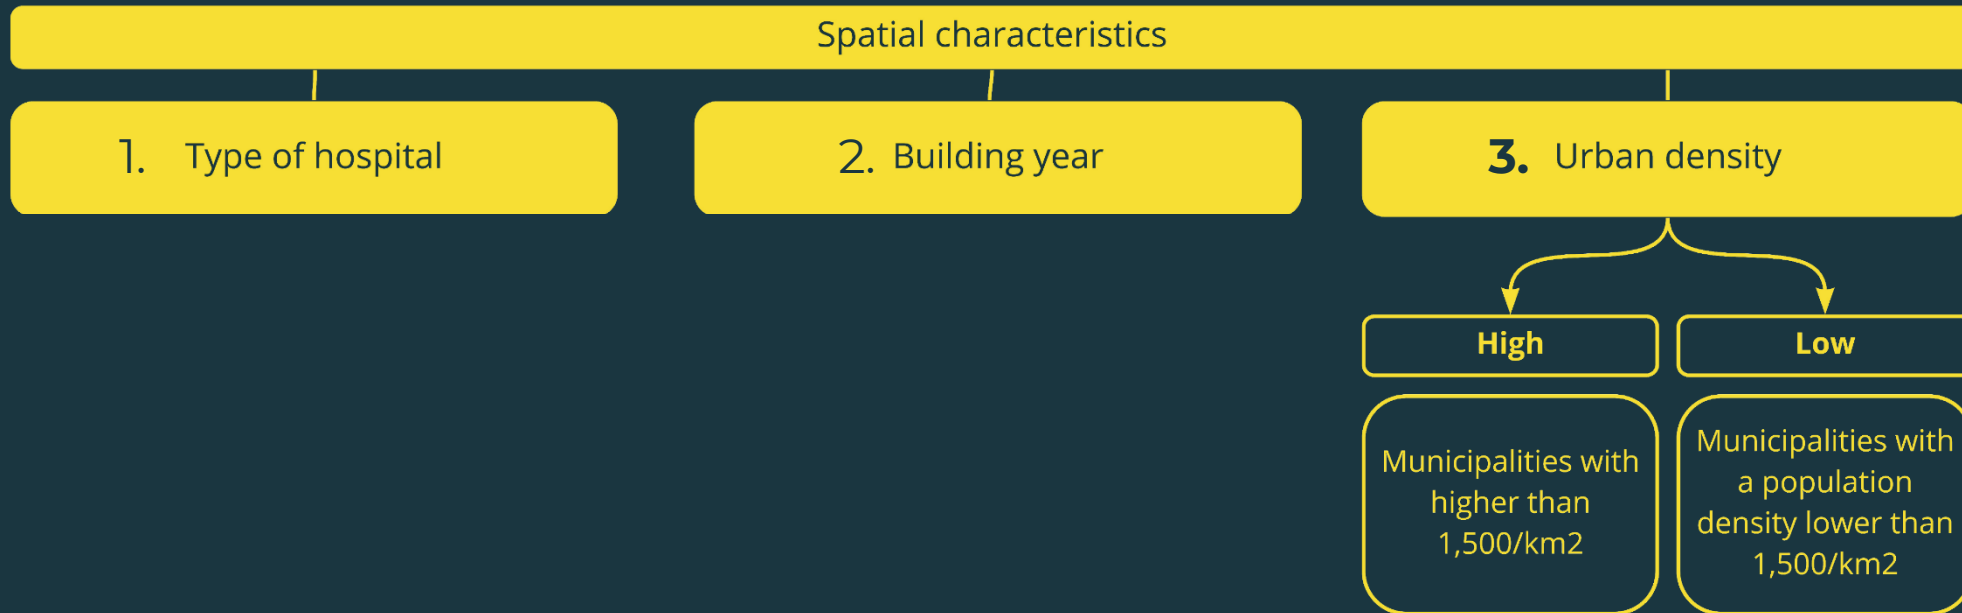 Spatial characteristics
1. Type of hospital
2. Building year
3. Urban density
High
Low
Municipalities with
higher than
1,500/km2
Municipalities with
a population
density lower than
1,500/km2